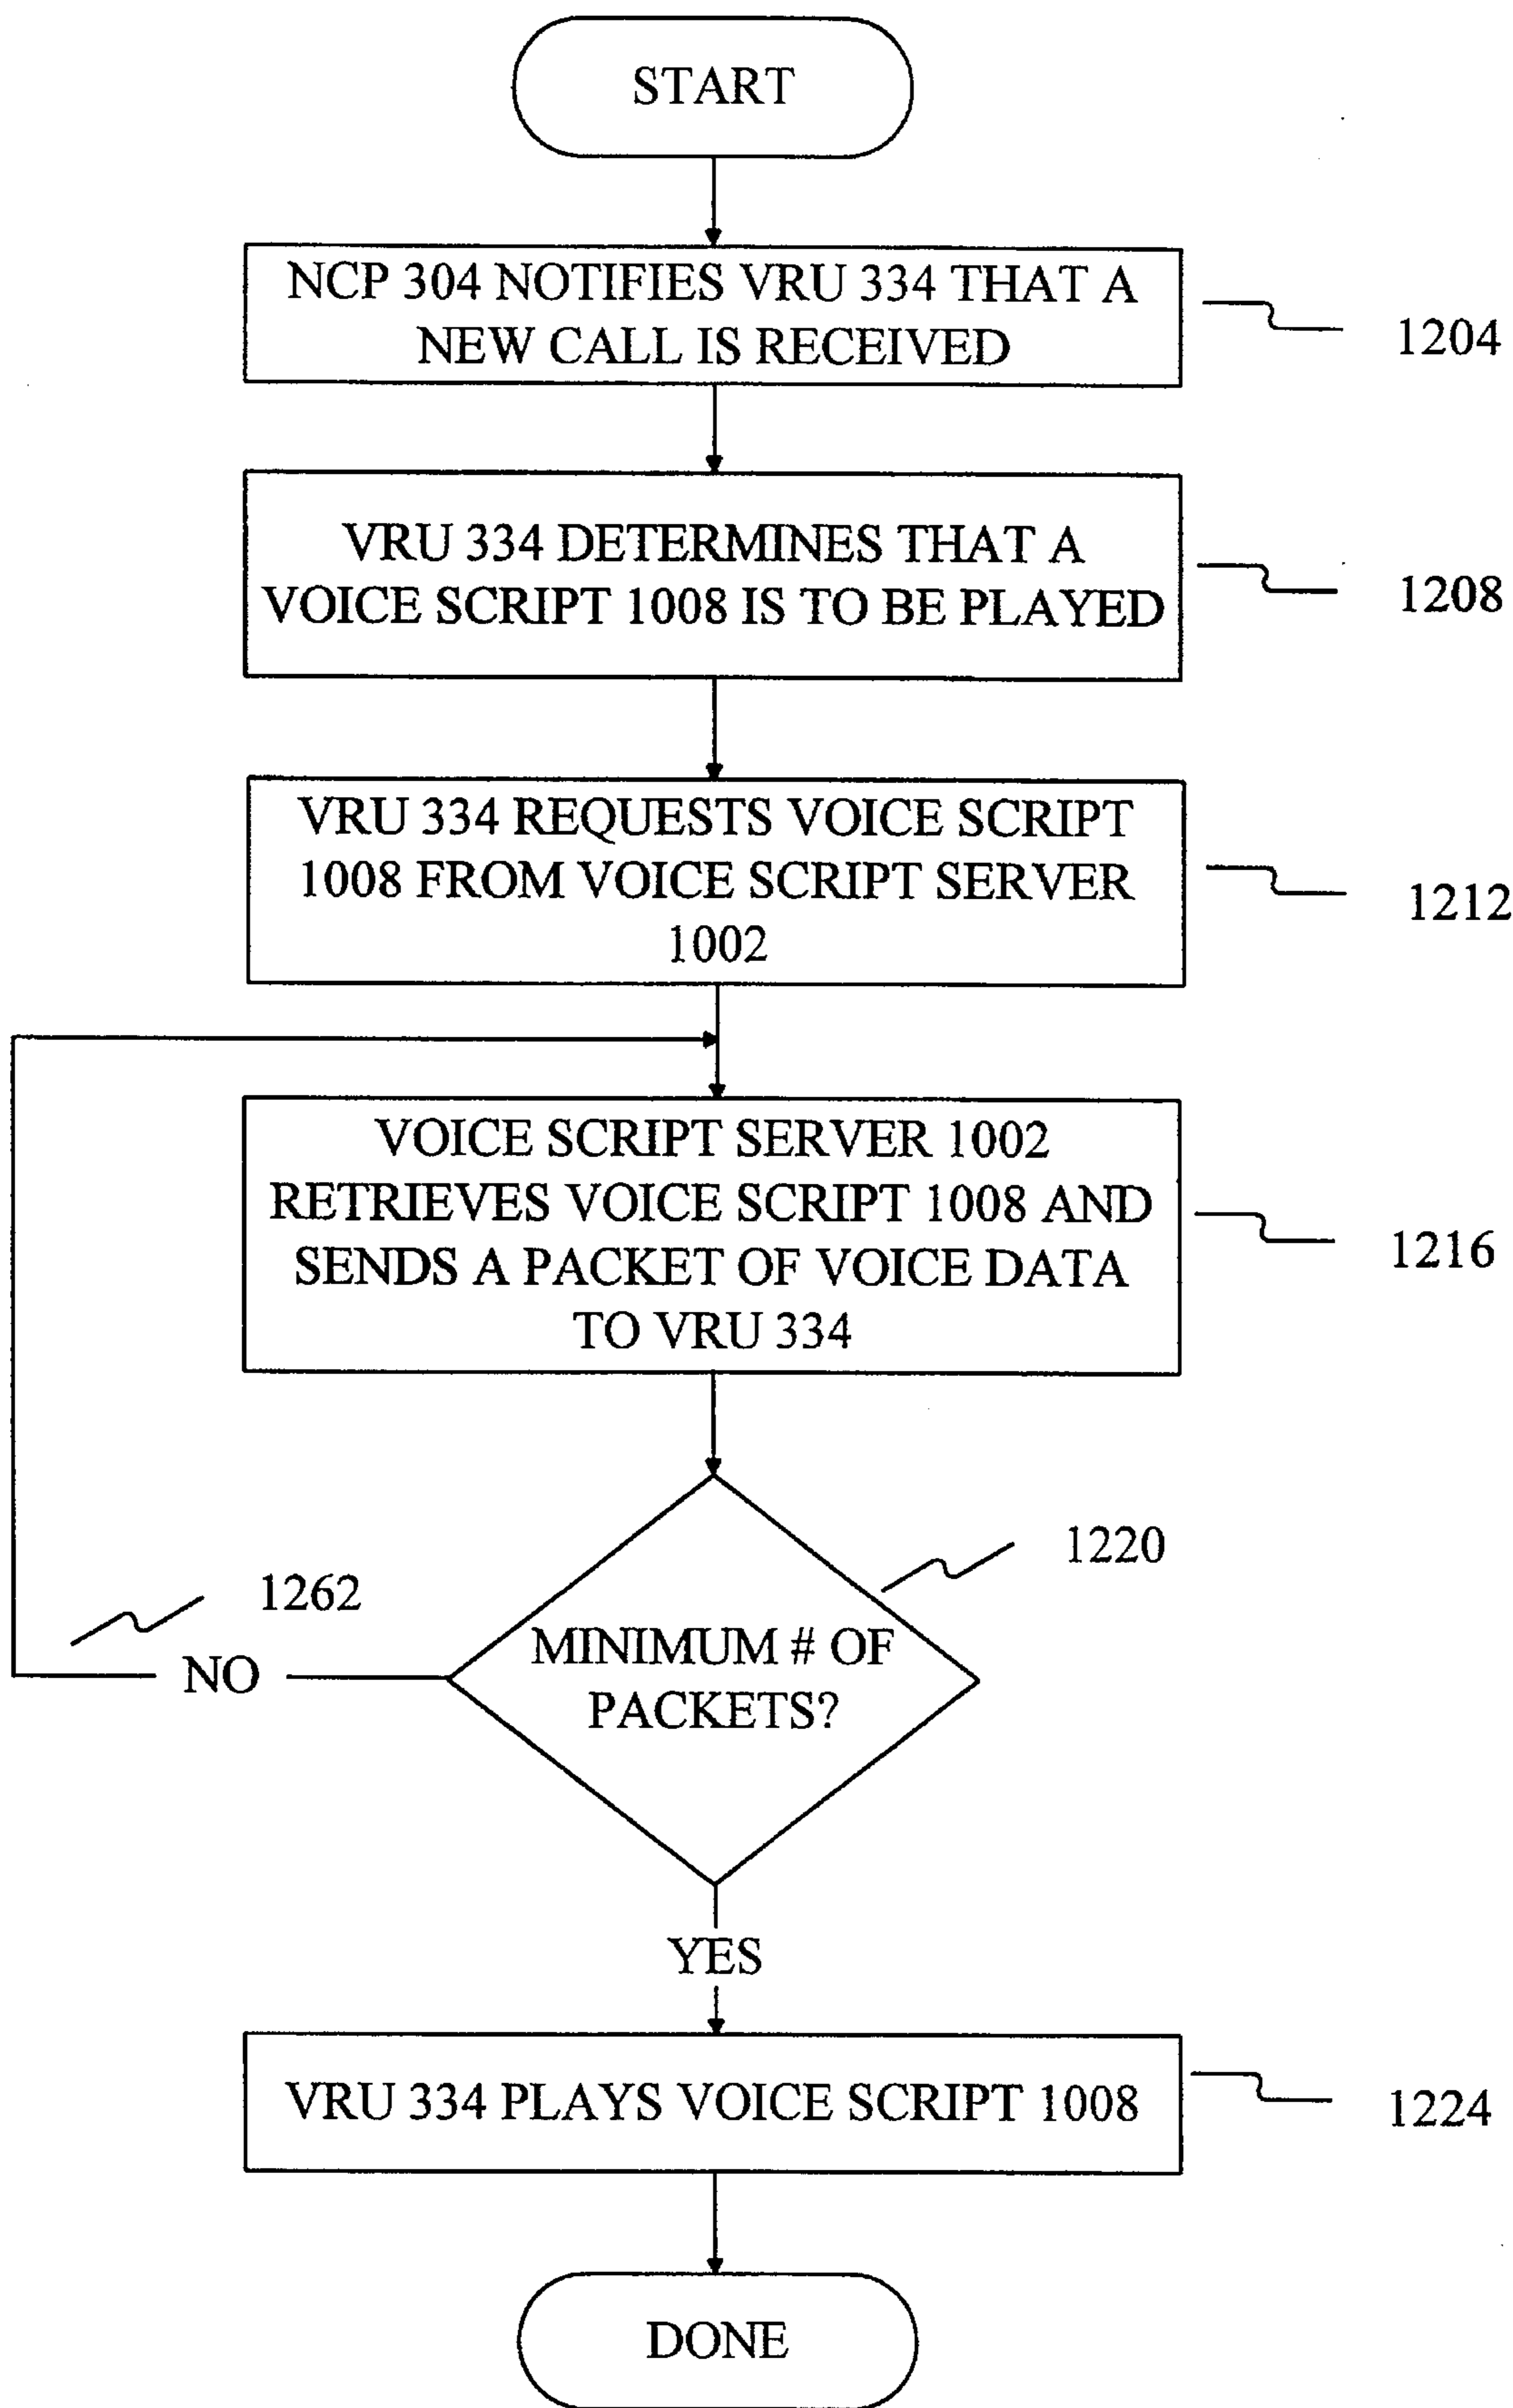 START
NCP 304 NOTIFIES VRU 334 THAT A
NEW CALL IS RECEIVED
1204
VRU 334 DETERMINES THAT A
VOICE SCRIPT 1008 IS TO BE PLAYED
1208
VRU 334 REQUESTS VOICE SCRIPT
1008 FROM VOICE SCRIPT SERVER
1002
1212
VOICE SCRIPT SERVER 1002
RETRIEVES VOICE SCRIPT 1008 AND
SENDS A PACKET OF VOICE DATA
TO VRU 334
1216
1220
1262
MINIMUM # OF
PACKETS?
NO
YES
VRU 334 PLAYS VOICE SCRIPT 1008
1224
DONE